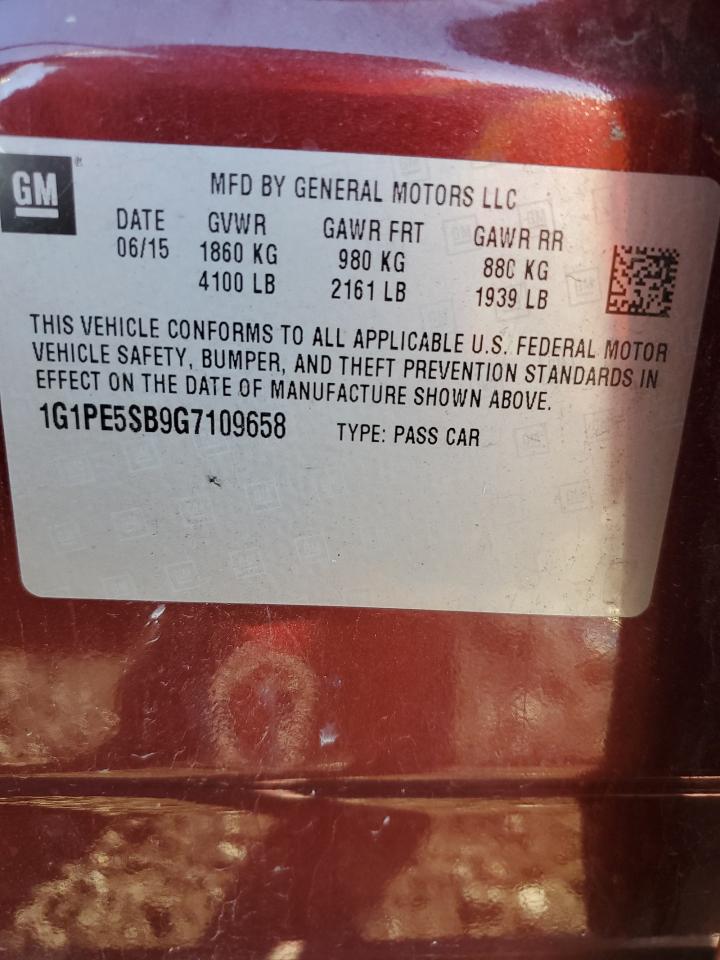 GM ®
MFD BY GENERAL MOTORS LLC
DATE GVWR GAWR FRT GAWR RR
06/15 1860 KG 980 KG 880 KG
4100 LB 2161 LB 1939 LB
THIS VEHICLE CONFORMS TO ALL APPLICABLE U.S. FEDERAL MOTOR
VEHICLE SAFETY, BUMPER, AND THEFT PREVENTION STANDARDS IN
EFFECT ON THE DATE OF MANUFACTURE SHOWN ABOVE.
1G1PE5SB9G7109658 TYPE: PASS CAR